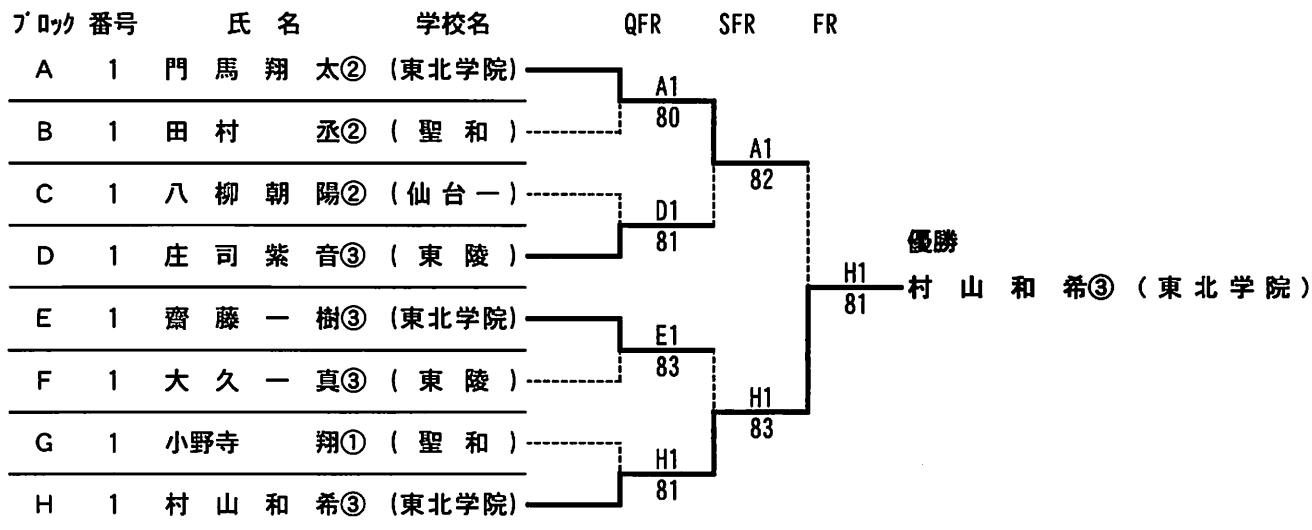 ブロック 番号 氏 名 学校名 QFR SFR FR
A 1 門 馬 翔 太② (東北学院)
A1
80
B 1 田 村 丞② ( 聖 和 )
A1
82
C 1 八 柳 朝 陽② (仙台一)
D1
81
D 1 庄 司 紫 音③ ( 東 陵 )
優勝
H1
81
村 山 和 希③ (東北学院)
E 1 齋 藤 一 樹③ (東北学院)
E1
83
F 1 大 久 一 真③ ( 東 陵 )
H1
83
G 1 小野寺 翔① ( 聖 和 )
H1
81
H 1 村 山 和 希③ (東北学院)